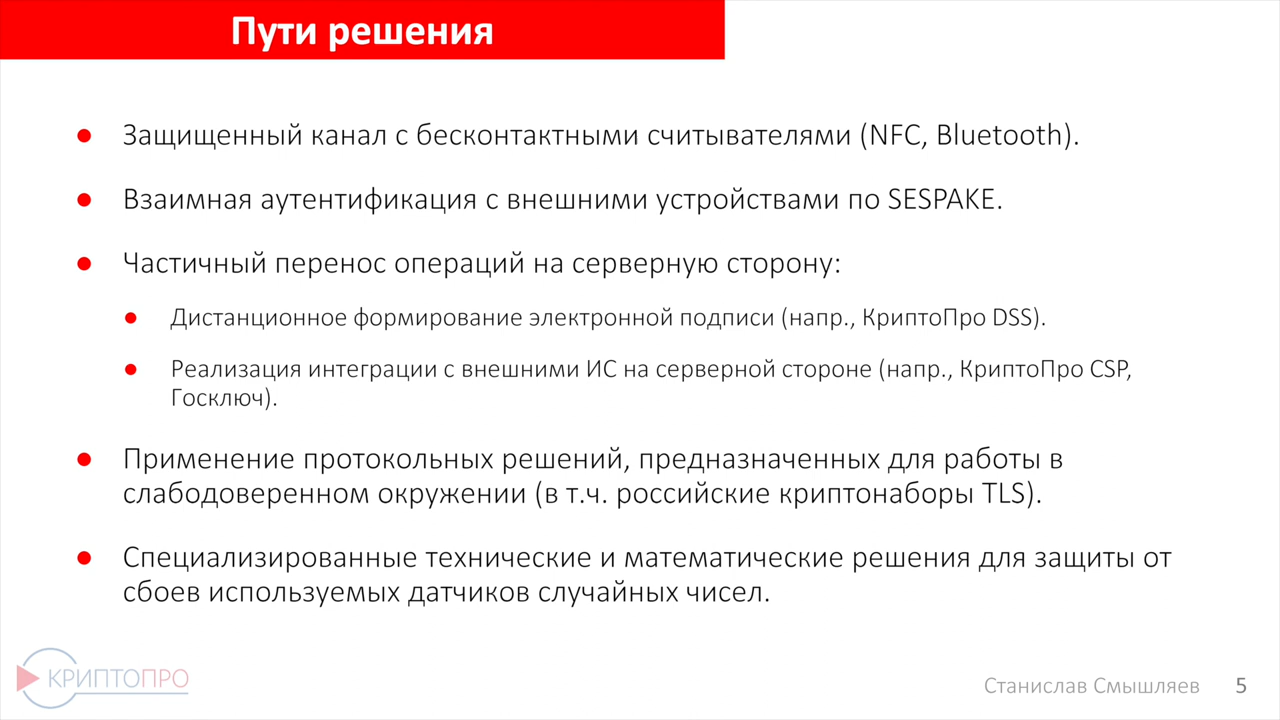 Пути решения
● Защищенный канал с бесконтактными считывателями (NFC, Bluetooth).
● Взаимная аутентификация с внешними устройствами по SESPAKE.
● Частичный перенос операций на серверную сторону:
● Дистанционное формирование электронной подписи (напр., КриптоПро DSS).
● Реализация интеграции с внешними ИС на серверной стороне (напр., КриптоПро CSP,
Госключ).
● Применение протокольных решений, предназначенных для работы в
слабодоверенном окружении (в т.ч. российские криптонаборы TLS).
● Специализированные технические и математические решения для защиты от
сбоев используемых датчиков случайных чисел.
КРИПТОПРО
Станислав Смышляев 5